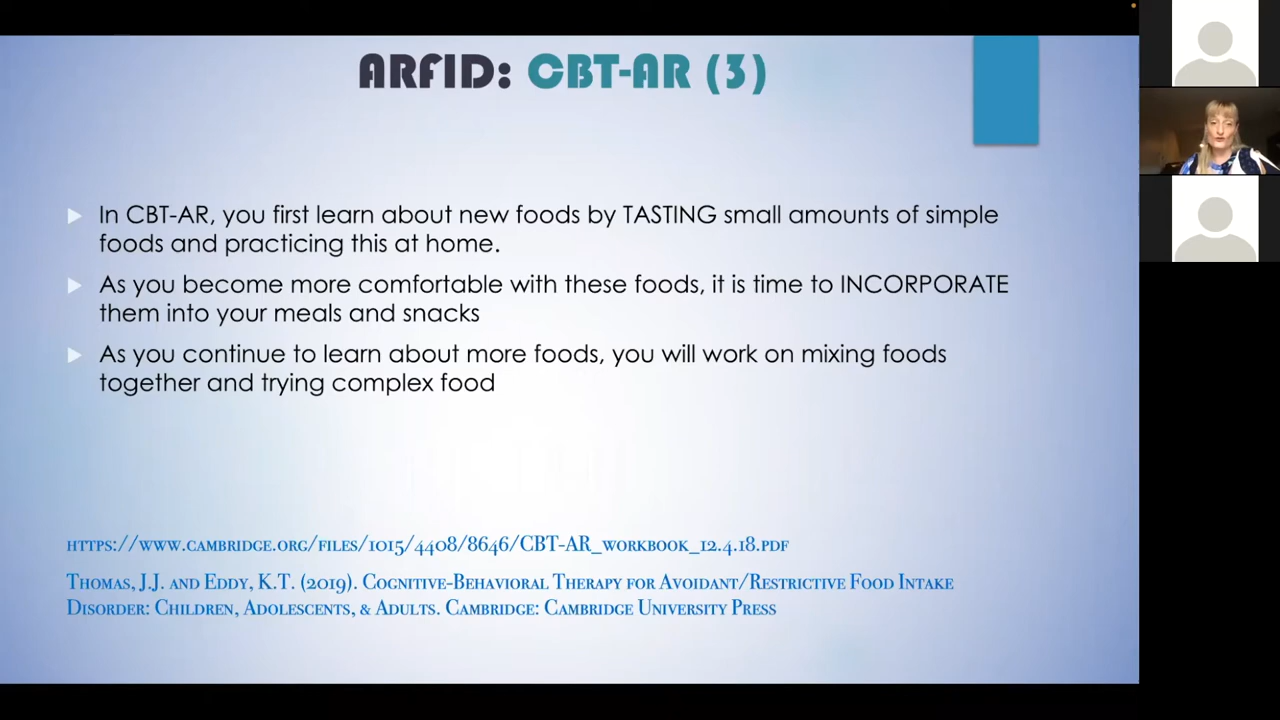 ARFID: CBT-AR (3)
In CBT-AR, you first learn about new foods by TASTING small amounts of simple
foods and practicing this at home.
As you become more comfortable with these foods, it is time to INCORPORATE
them into your meals and snacks
As you continue to learn about more foods, you will work on mixing foods
together and trying complex food
https://www.cambridge.org/files/1015/4408/8646/CBT-AR_workbook_12.4.18.pdf
Thomas, J.J. and Eddy, K.T. (2019). Cognitive-Behavioral Therapy for Avoidant/Restrictive Food Intake
Disorder: Children, Adolescents, & Adults. Cambridge: Cambridge University Press